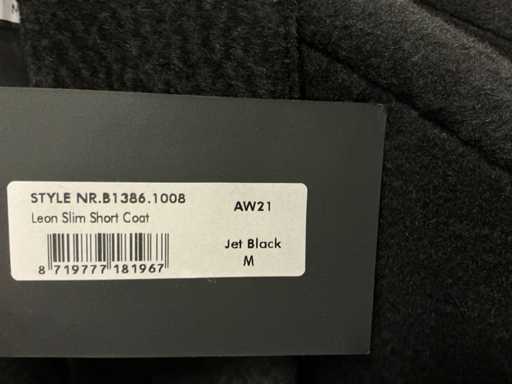 STYLE NR.B1386.1008
AW21
Leon Slim Short Coat
Jet Black
M
8 719777 181967